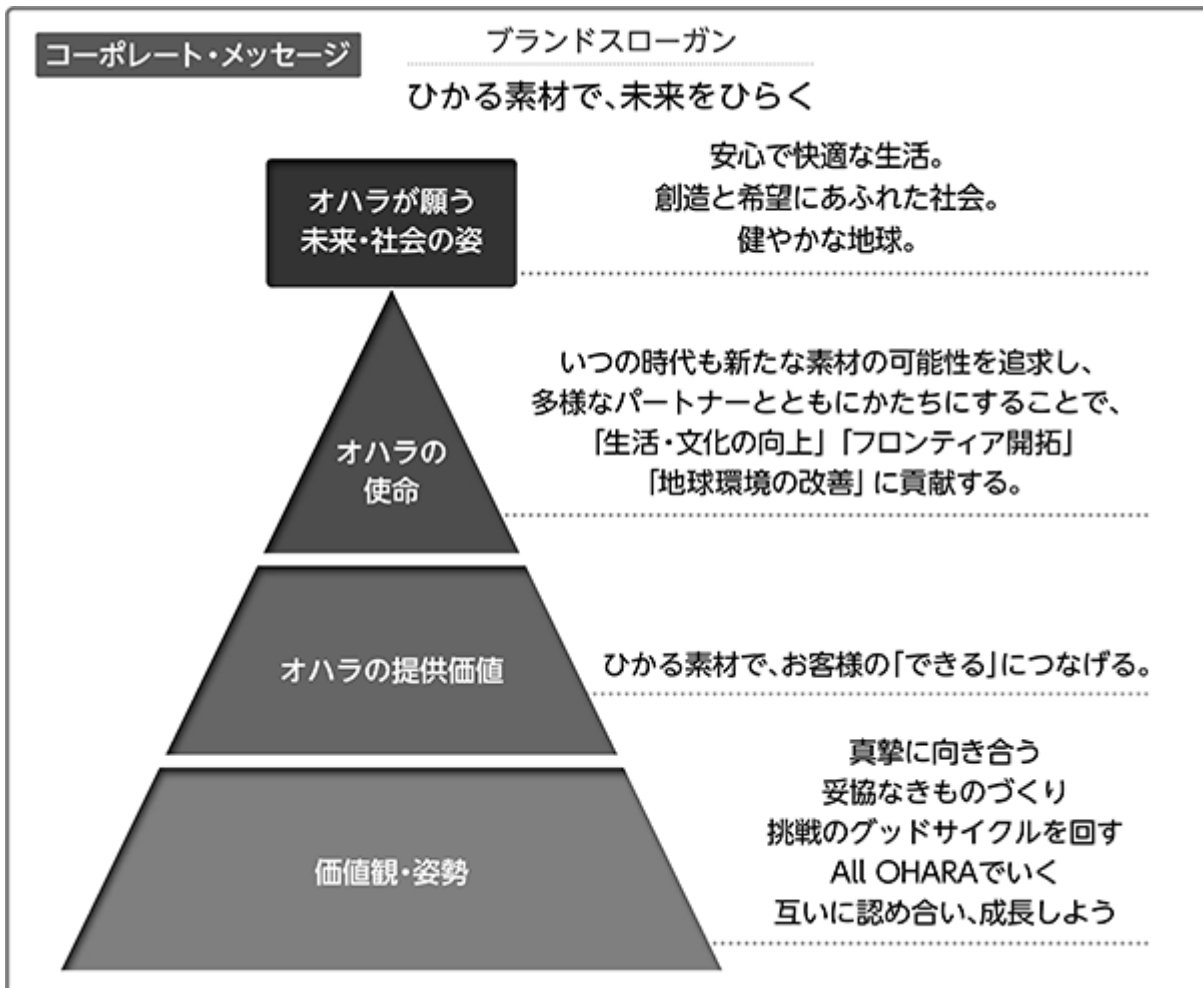 コーポレート・メッセージ
ブランドスローガン
ひかる素材で、未来をひらく
オハラが願う
未来・社会の姿
安心で快適な生活。
創造と希望にあふれた社会。
健やかな地球。
オハラの
使命
いつの時代も新たな素材の可能性を追求し、
多様なパートナーとともにかたちにすることで、
「生活・文化の向上」「フロンティア開拓」
「地球環境の改善」に貢献する。
オハラの提供価値
ひかる素材で、お客様の「できる」につなげる。
価値観・姿勢
真摯に向き合う
妥協なきものづくり
挑戦のグッドサイクルを回す
All OHARAでいく
互いに認め合い、成長しよう